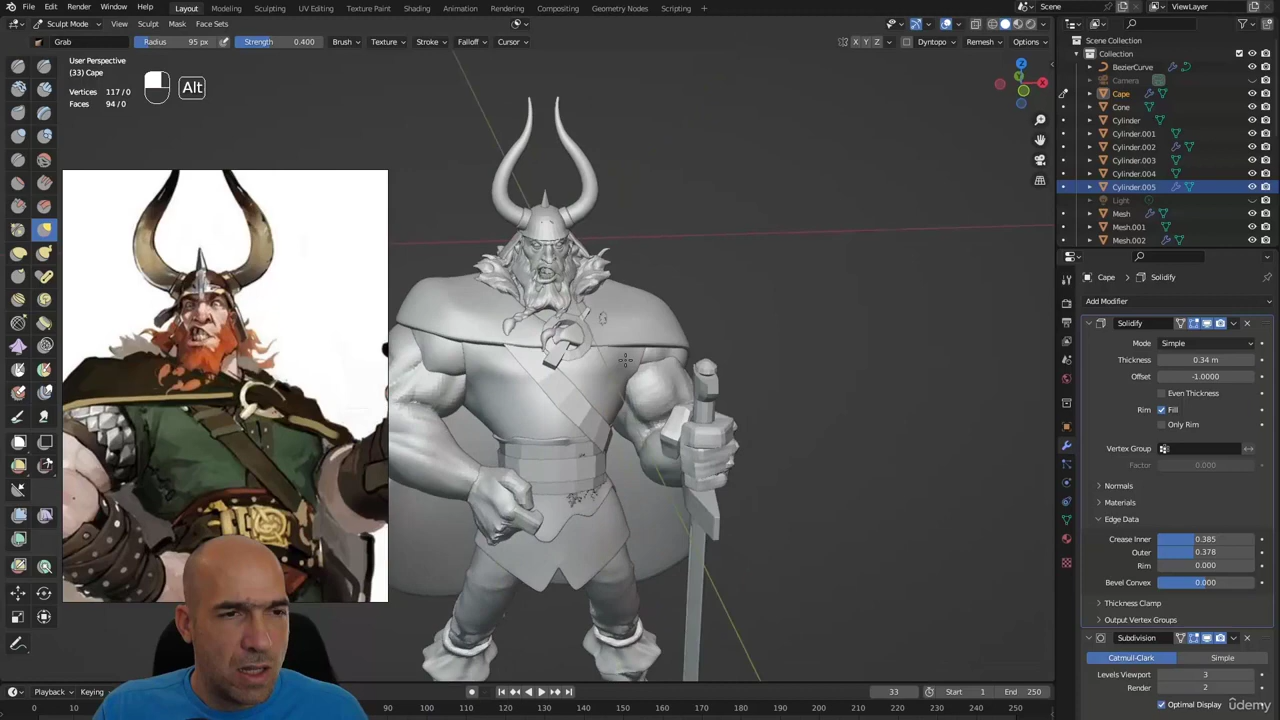 File Edit Render Window Help Layout Modeling Sculpting UV Editing Texture Paint Shading Animation Rendering Compositing Geometry Nodes Scripting Scene ViewLayer
Sculpt Mode View Sculpt Mask Face Sets
Grab Radius 95 px Strength 0.400 Brush Texture Stroke Falloff Cursor X Y Z Dyntopo Remesh Options
User Perspective
(33) Cape
Vertices 117/0
Faces 94/0
Alt
Scene Collection
Collection
BezierCurve
Camera
Cape
Cone
Cylinder
Cylinder.001
Cylinder.002
Cylinder.003
Cylinder.004
Cylinder.005
Light
Mesh
Mesh.001
Mesh.002
Cape > Solidify
Add Modifier
Solidify
Mode Simple
Thickness 0.34 m
Offset -1.0000
Even Thickness
Rim Fill
Only Rim
Vertex Group
Factor 0.000
Normals
Materials
Edge Data
Crease Inner 0.385
Outer 0.378
Rim 0.000
Bevel Convex 0.000
Thickness Clamp
Output Vertex Groups
Subdivision
Catmull-Clark Simple
Levels Viewport 3
Render 2
Optimal Display
Playback Keying 33 Start 1 End 250
0 10 20 30 40 50 60 70 80 90 100 110 120 130 140 150 160 170 180 190 200 210 220 230 240 250
Udemy